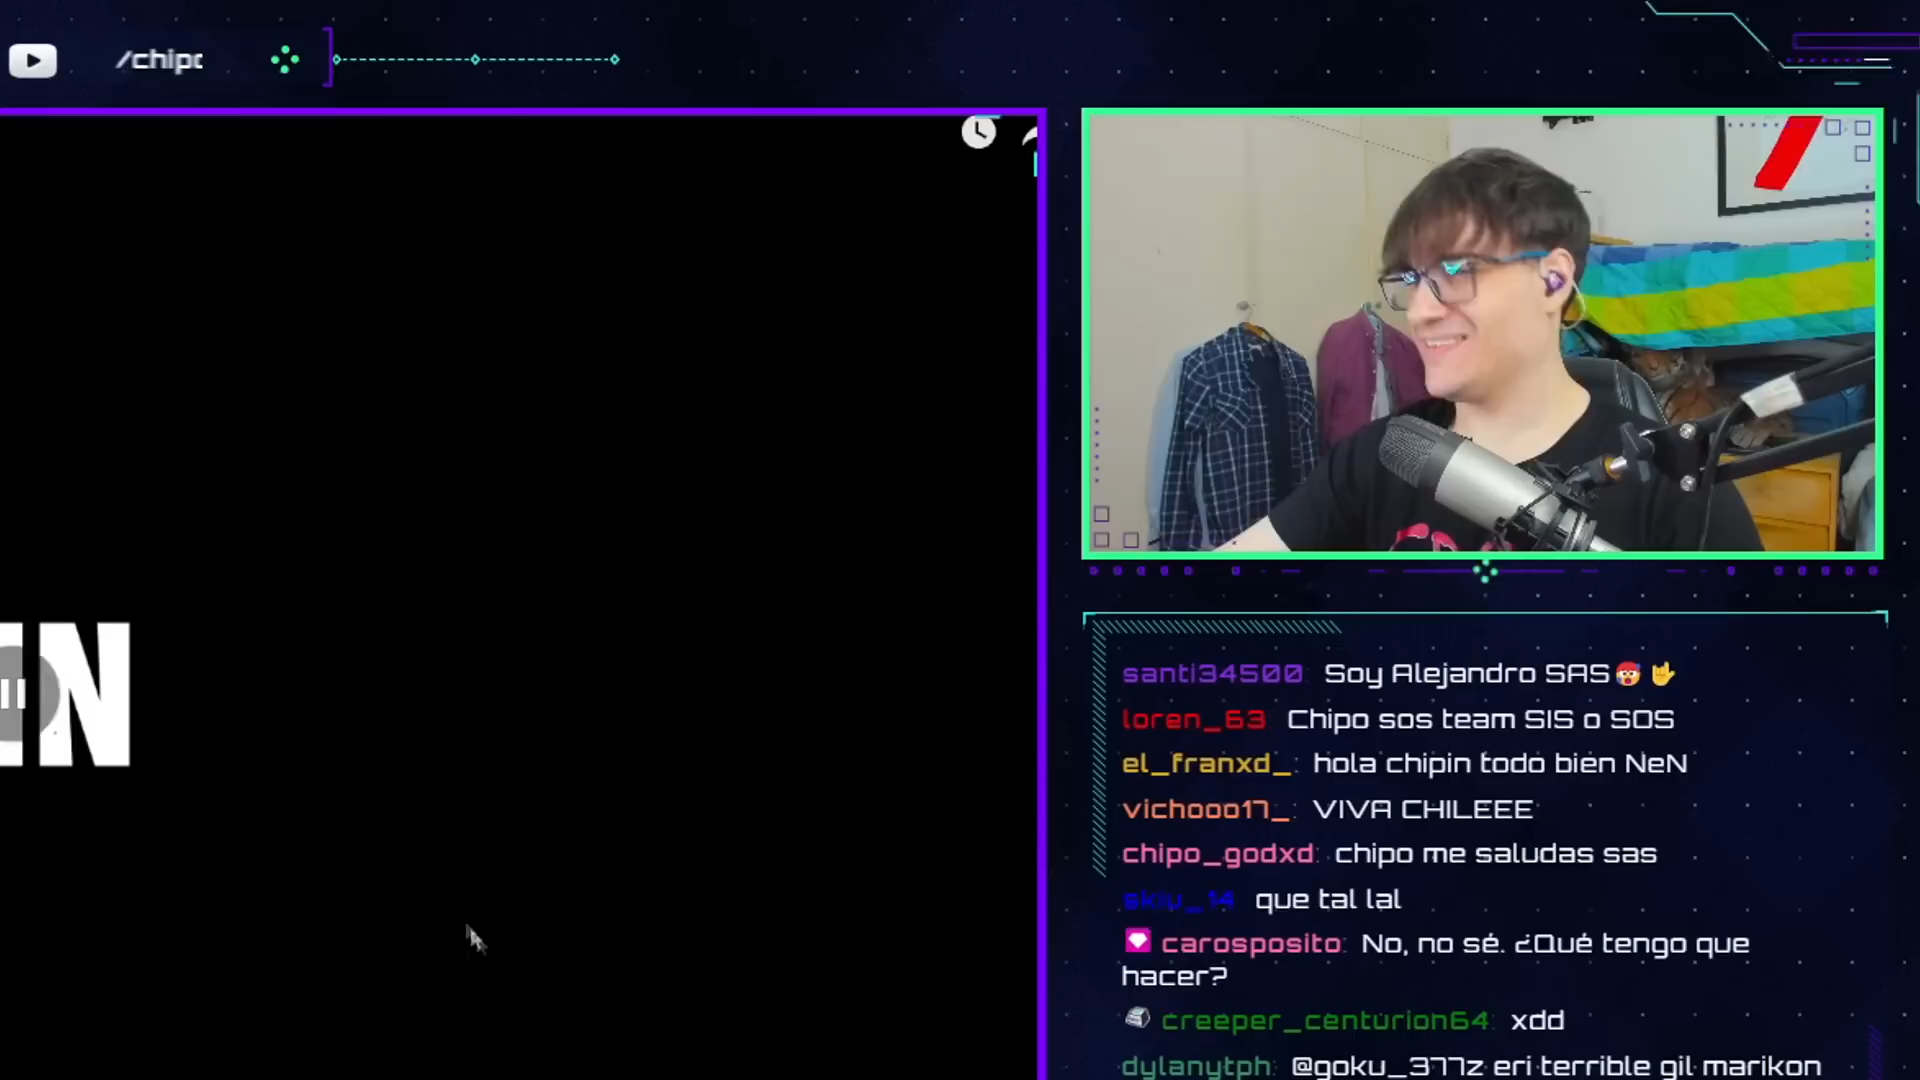 /chipo
N
santi34500: Soy Alejandro SAS
loren_63: Chipo sos team SIS o SOS
el_franxd_: hola chipin todo bien NeN
vichooo17_: VIVA CHILEEE
chipo_godxd: chipo me saludas sas
skiu_14: que tal lal
carosposito: No, no sé. ¿Qué tengo que
hacer?
creeper_centurion64: xdd
dylanytph: @goku_377z eri terrible gil marikon